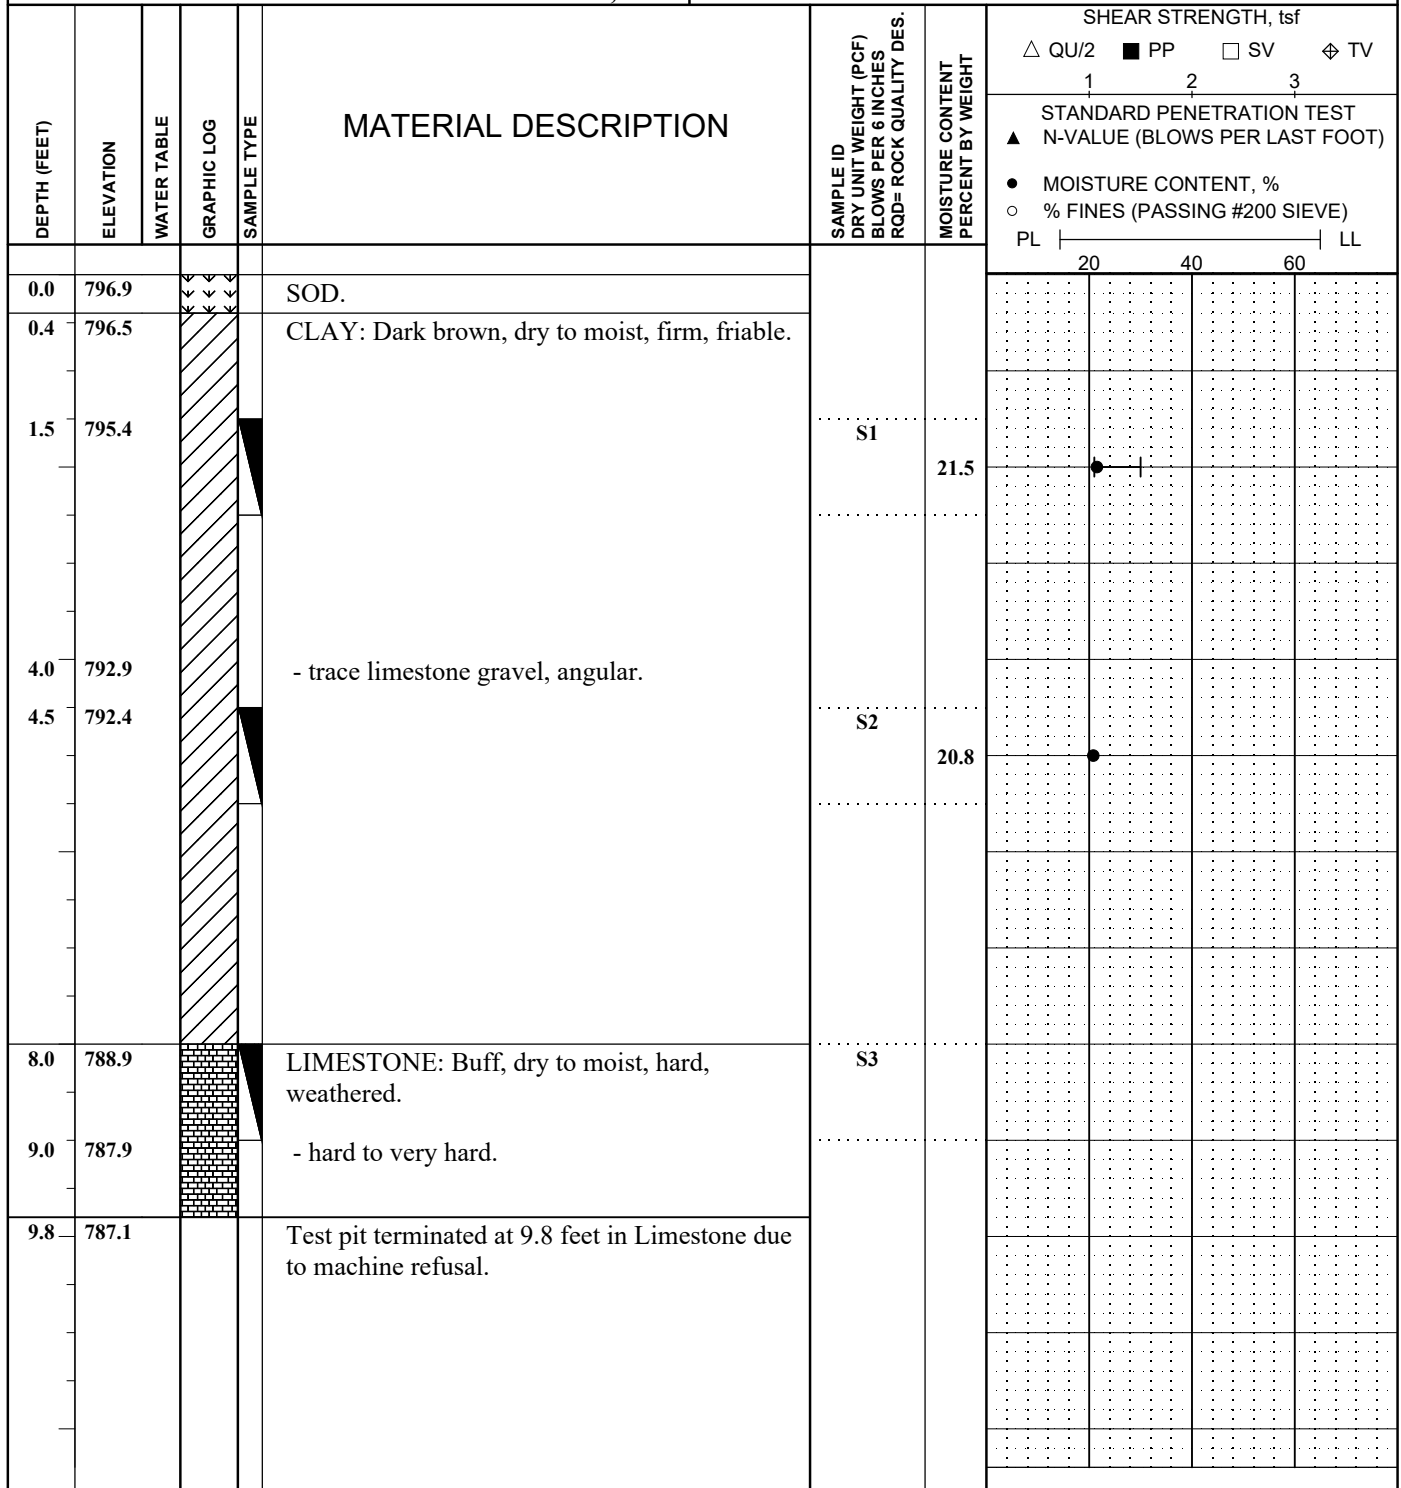 SHEAR STRENGTH, tsf
QU/2 PP SV TV
1 2 3
STANDARD PENETRATION TEST
N-VALUE (BLOWS PER LAST FOOT)
MOISTURE CONTENT, %
% FINES (PASSING #200 SIEVE)
PL LL
20 40 60
DEPTH (FEET)
ELEVATION
WATER TABLE
GRAPHIC LOG
SAMPLE TYPE
MATERIAL DESCRIPTION
SAMPLE ID
DRY UNIT WEIGHT (PCF)
BLOWS PER 6 INCHES
RQD= ROCK QUALITY DES.
MOISTURE CONTENT
PERCENT BY WEIGHT
0.0 796.9 SOD.
0.4 796.5 CLAY: Dark brown, dry to moist, firm, friable.
1.5 795.4 S1
21.5
4.0 792.9 - trace limestone gravel, angular.
4.5 792.4 S2
20.8
8.0 788.9 LIMESTONE: Buff, dry to moist, hard, S3
weathered.
9.0 787.9 - hard to very hard.
9.8 787.1 Test pit terminated at 9.8 feet in Limestone due
to machine refusal.